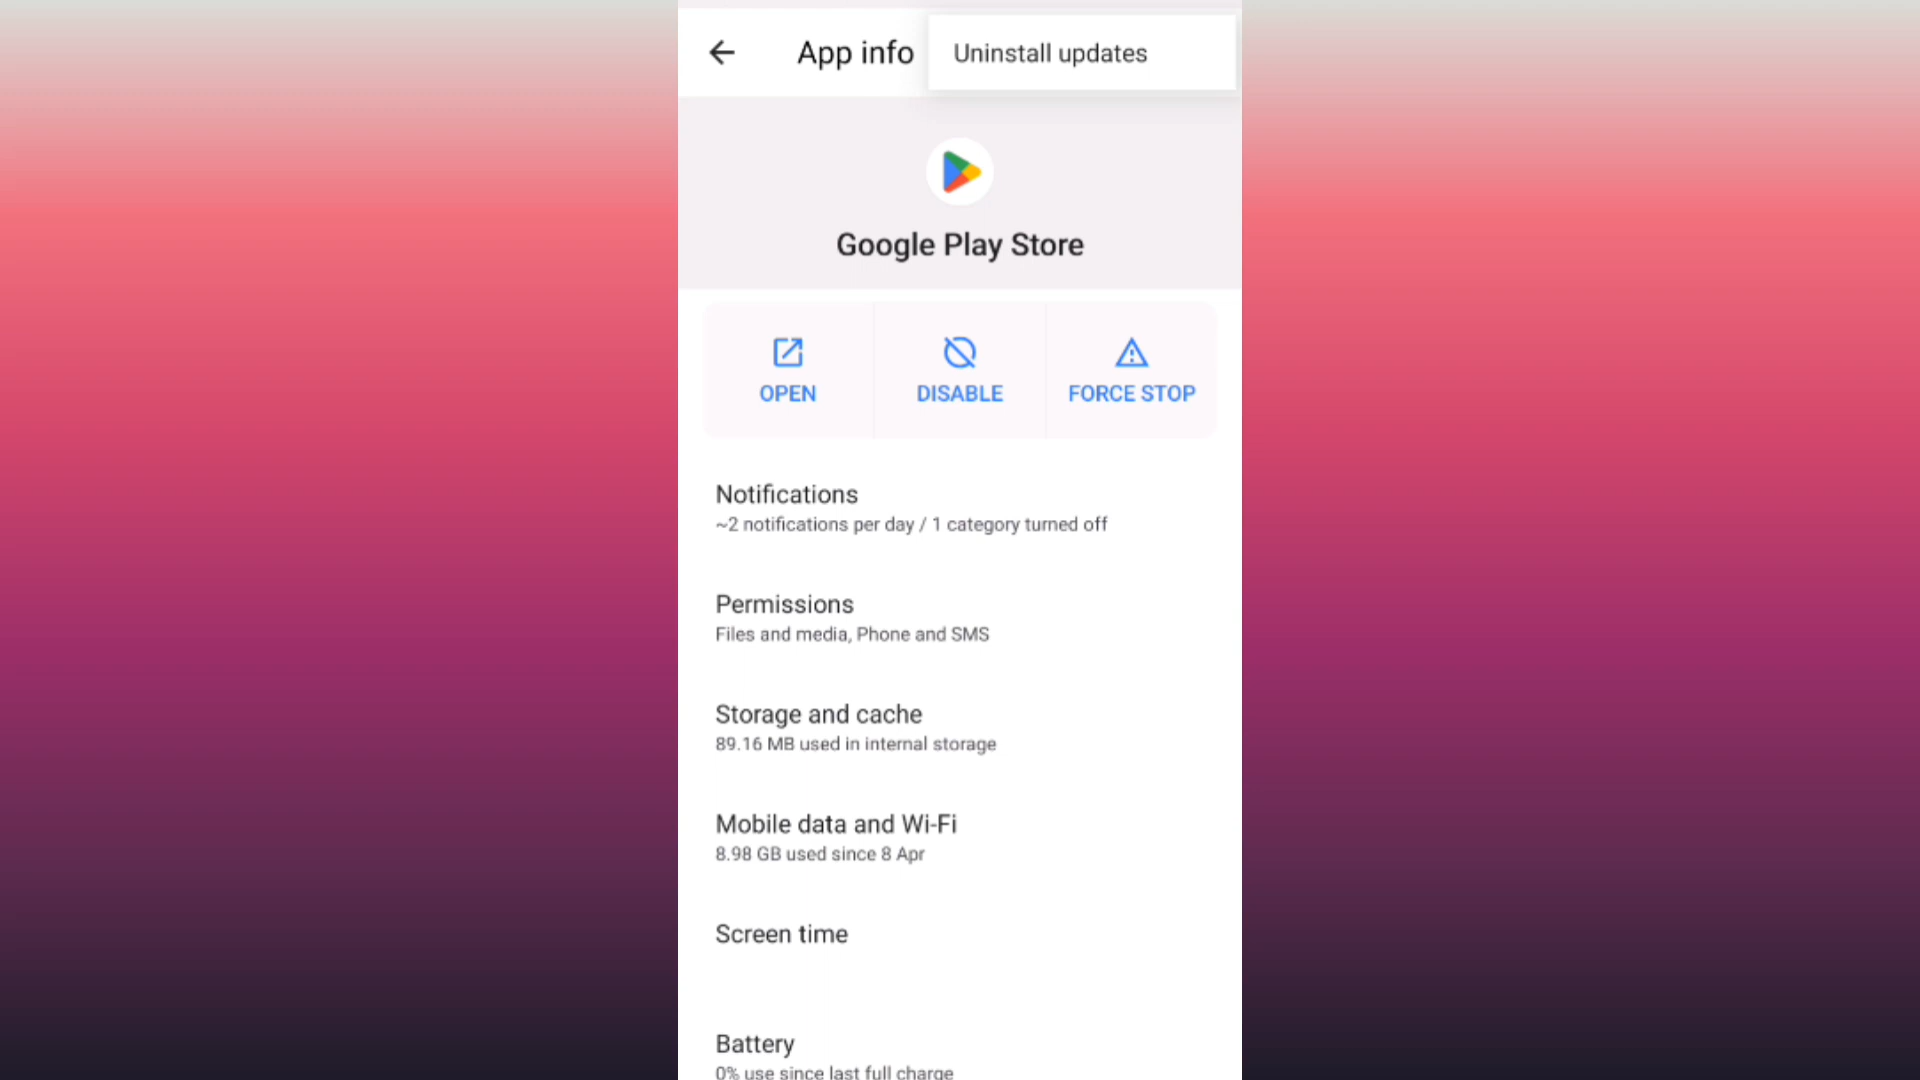 App info
Uninstall updates
Google Play Store
OPEN
DISABLE
FORCE STOP
Notifications
~2 notifications per day / 1 category turned off
Permissions
Files and media, Phone and SMS
Storage and cache
89.16 MB used in internal storage
Mobile data and Wi-Fi
8.98 GB used since 8 Apr
Screen time
Battery
0% use since last full charge